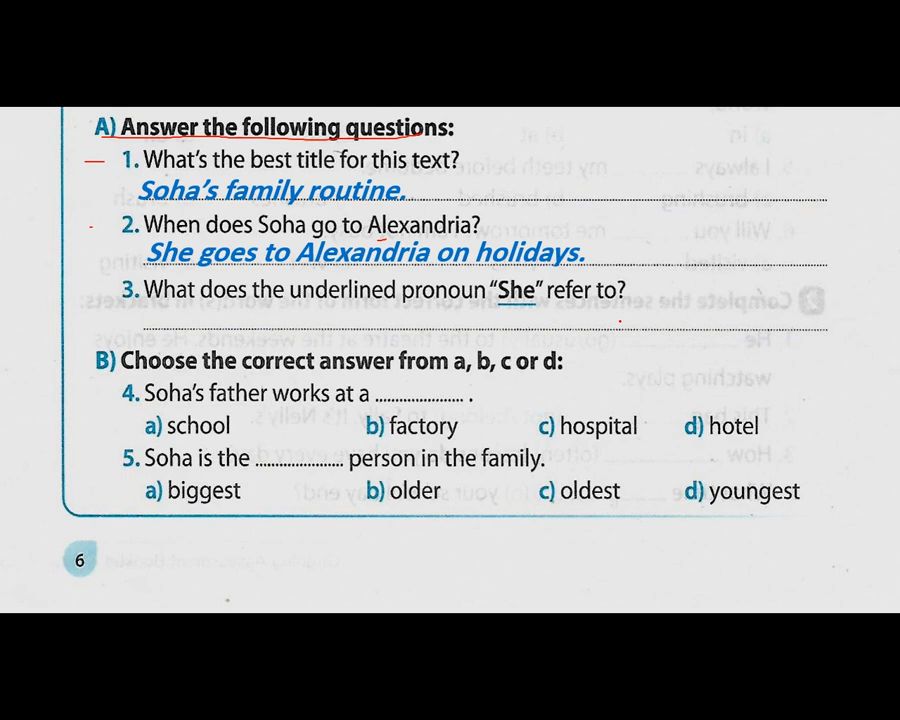 A) Answer the following questions:
1. What's the best title for this text?
Soha's family routine.
2. When does Soha go to Alexandria?
She goes to Alexandria on holidays.
3. What does the underlined pronoun "She" refer to?
B) Choose the correct answer from a, b, c or d:
4. Soha's father works at a .................... .
a) school b) factory c) hospital d) hotel
5. Soha is the .................... person in the family.
a) biggest b) older c) oldest d) youngest
6